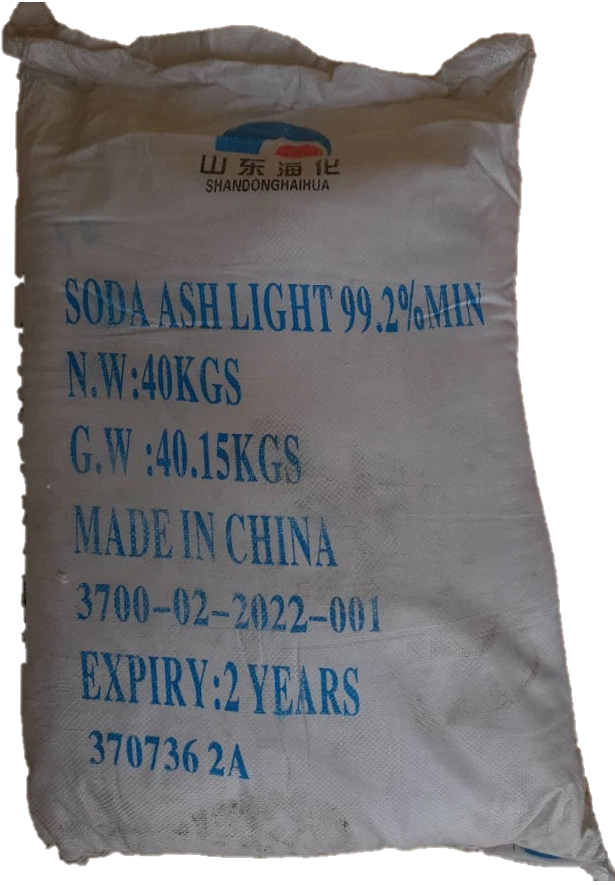 山东海化
SHANDONGHAIHUA
SODA ASH LIGHT 99.2%MIN
N.W:40KGS
G.W :40.15KGS
MADE IN CHINA
3700-02-2022-001
EXPIRY:2 YEARS
370736 2A